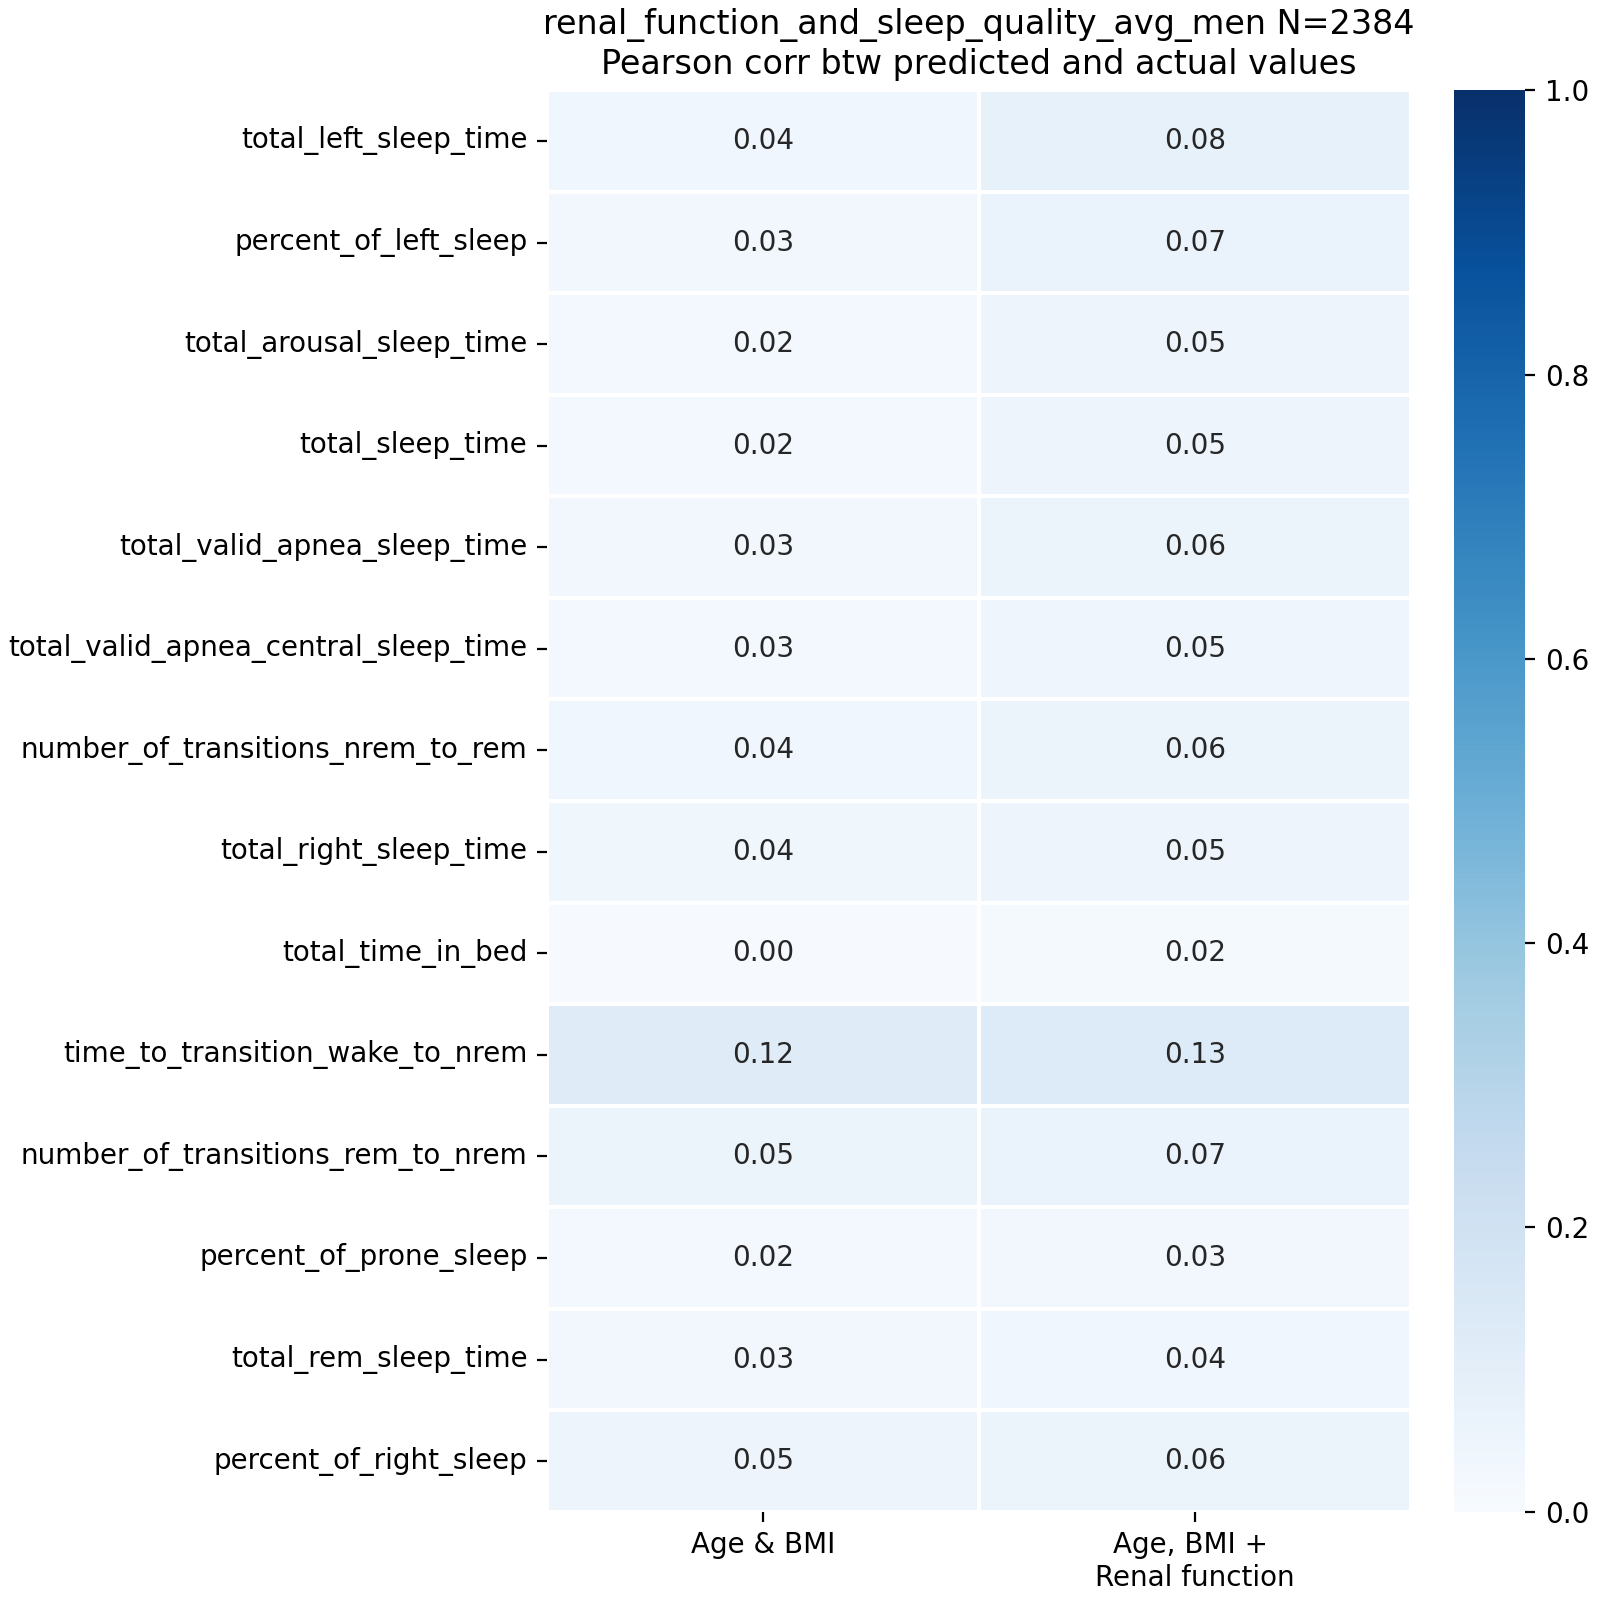 renal_function_and_sleep_quality_avg_men N=2384
Pearson corr btw predicted and actual values
total_left_sleep_time 0.04 0.08
percent_of_left_sleep 0.03 0.07
total_arousal_sleep_time 0.02 0.05
total_sleep_time 0.02 0.05
total_valid_apnea_sleep_time 0.03 0.06
total_valid_apnea_central_sleep_time 0.03 0.05
number_of_transitions_nrem_to_rem 0.04 0.06
total_right_sleep_time 0.04 0.05
total_time_in_bed 0.00 0.02
time_to_transition_wake_to_nrem 0.12 0.13
number_of_transitions_rem_to_nrem 0.05 0.07
percent_of_prone_sleep 0.02 0.03
total_rem_sleep_time 0.03 0.04
percent_of_right_sleep 0.05 0.06
Age & BMI
Age, BMI +
Renal function
1.0
0.8
0.6
0.4
0.2
0.0